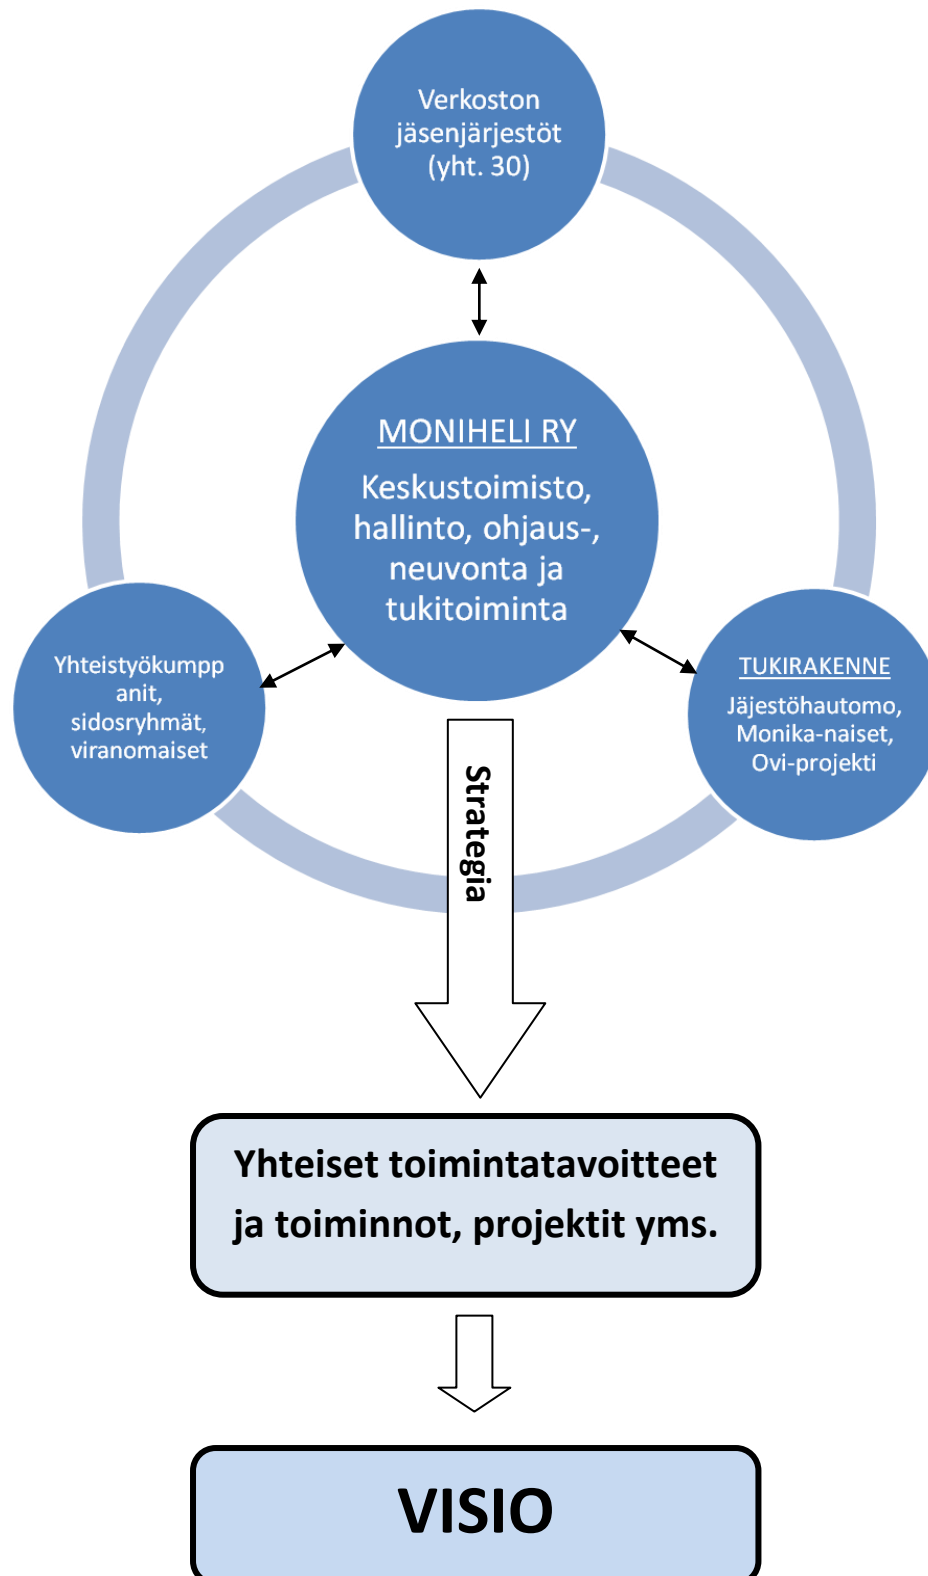 Verkoston
jäsenjärjestöt
(yht. 30)
MONIHELI RY
Keskustoimisto,
hallinto, ohjaus-,
neuvonta ja
tukitoiminta
Yhteistyökumpp
anit,
sidosryhmät,
viranomaiset
TUKIRAKENNE
Jäjestöhautomo,
Monika-naiset,
Ovi-projekti
Strategia
Yhteiset toimintatavoitteet
ja toiminnot, projektit yms.
VISIO